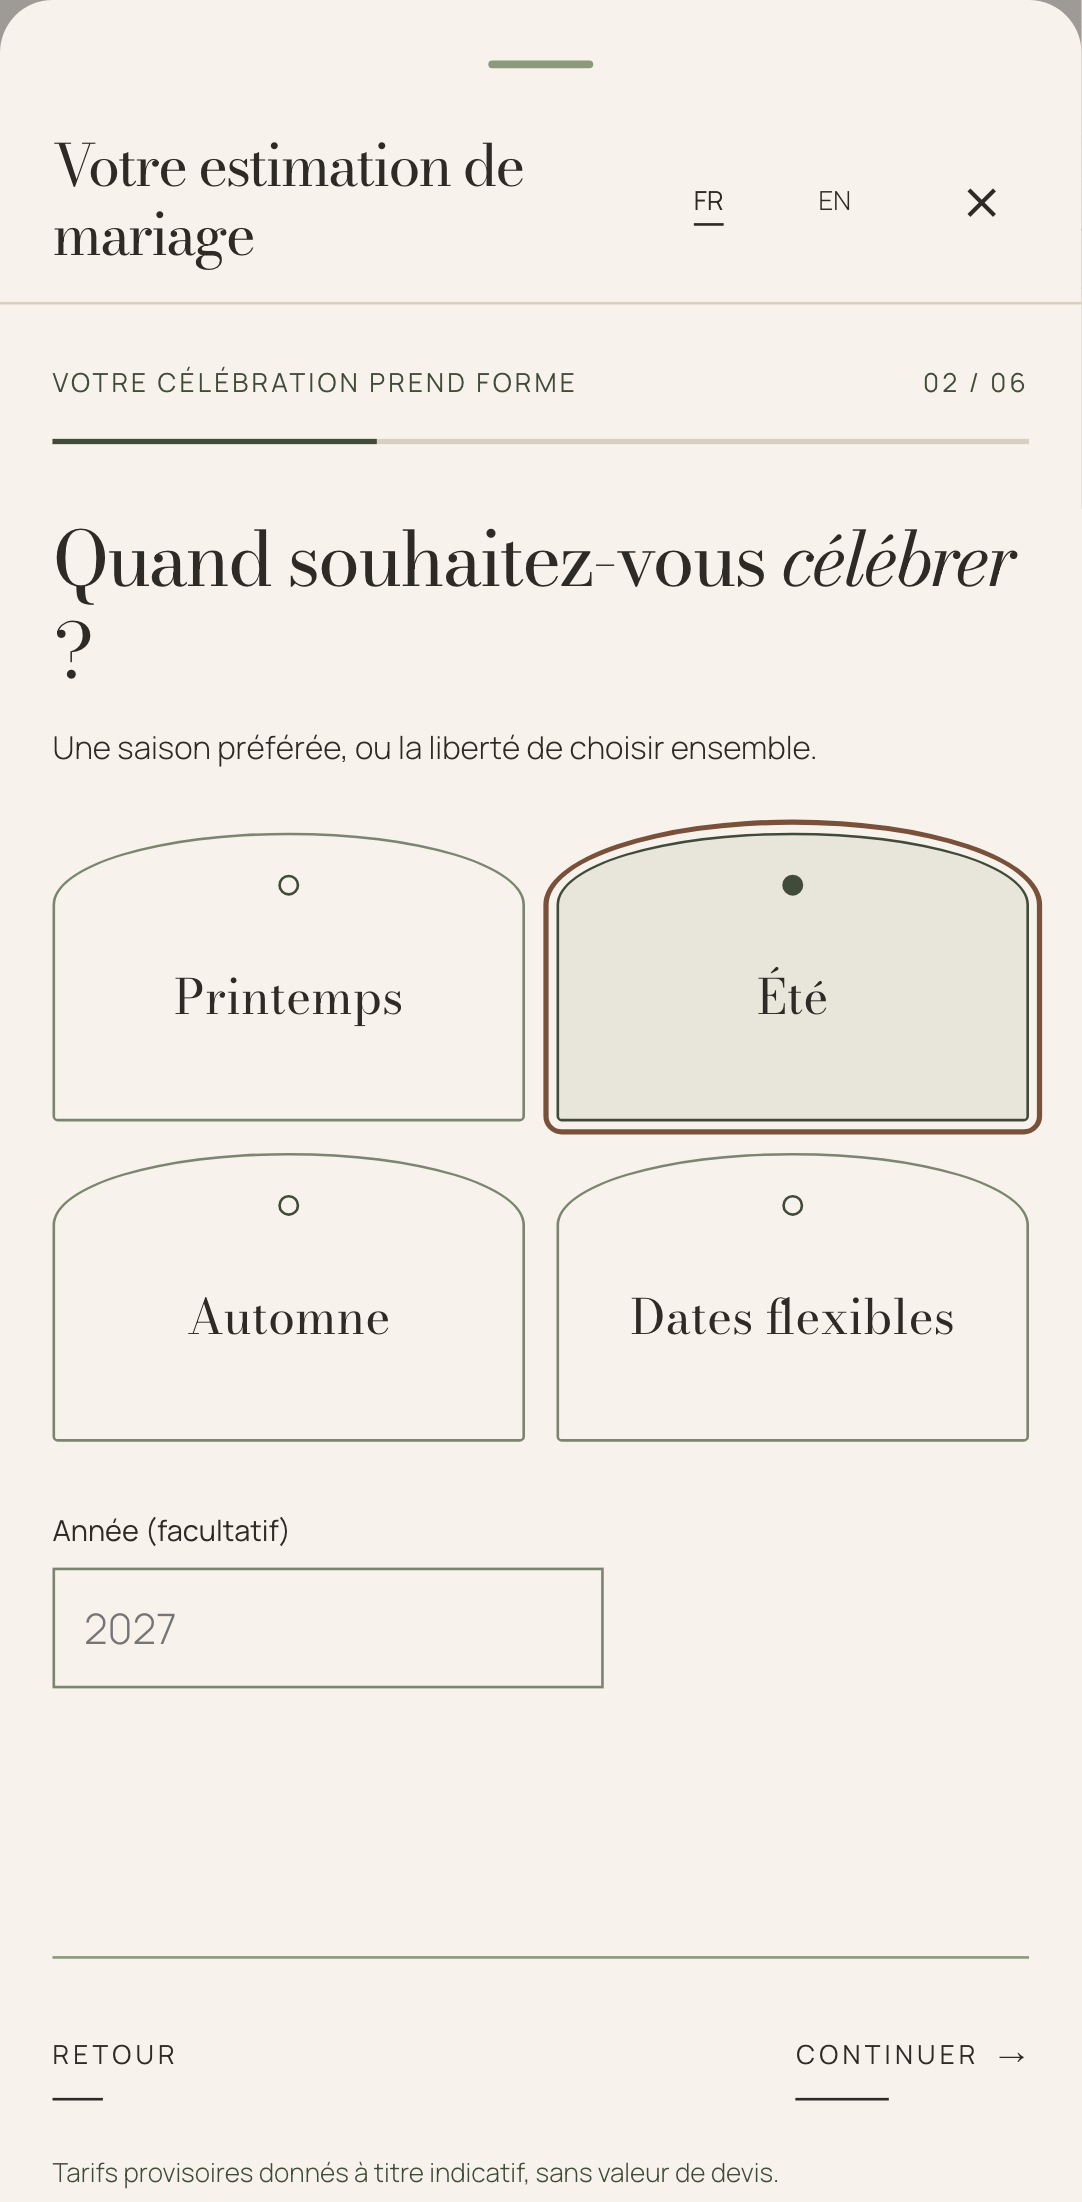 Votre estimation de
mariage
FR
EN
VOTRE CÉLÉBRATION PREND FORME
02 / 06
Quand souhaitez-vous célébrer
?
Une saison préférée, ou la liberté de choisir ensemble.
Printemps
Été
Automne
Dates flexibles
Année (facultatif)
2027
RETOUR
CONTINUER →
Tarifs provisoires donnés à titre indicatif, sans valeur de devis.